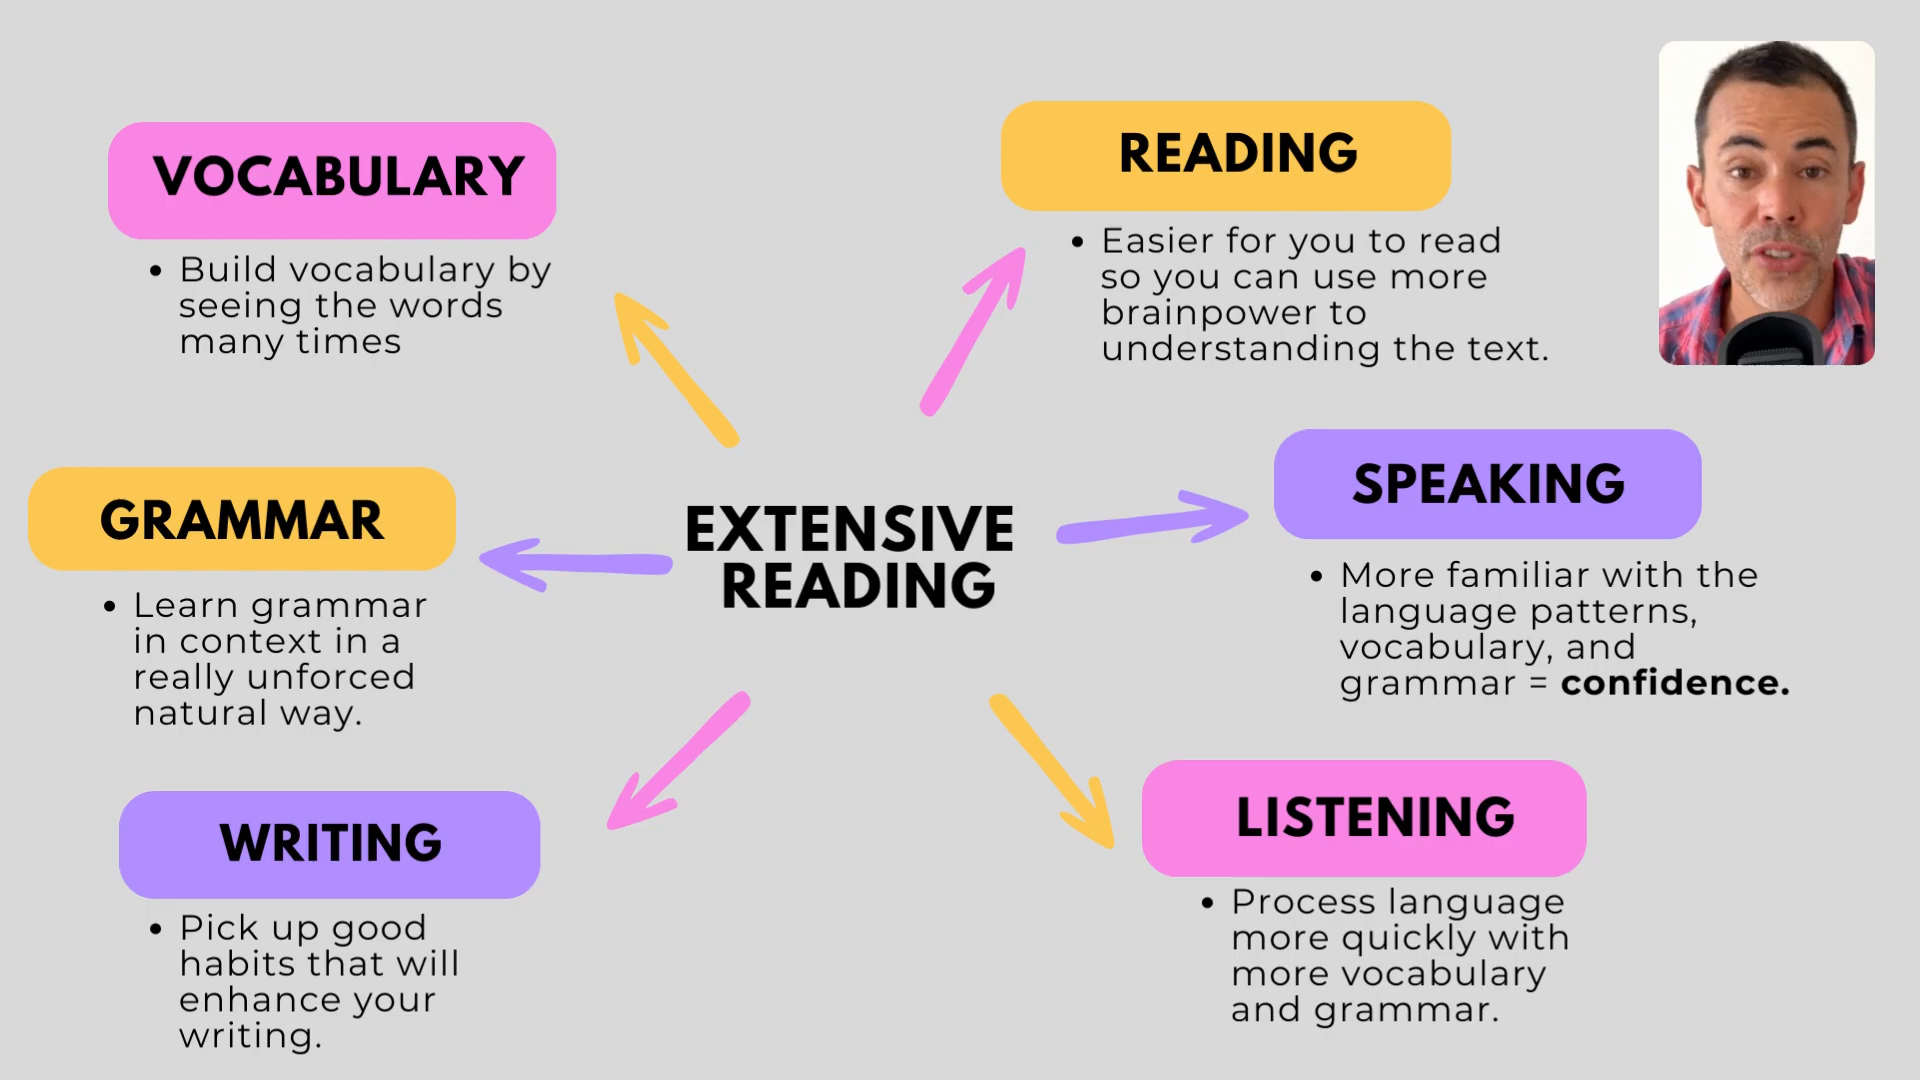 VOCABULARY
Build vocabulary by
seeing the words
many times
READING
Easier for you to read
so you can use more
brainpower to
understanding the text.
GRAMMAR
Learn grammar
in context in a
really unforced
natural way.
EXTENSIVE
READING
SPEAKING
More familiar with the
language patterns,
vocabulary, and
grammar = confidence.
WRITING
Pick up good
habits that will
enhance your
writing.
LISTENING
Process language
more quickly with
more vocabulary
and grammar.